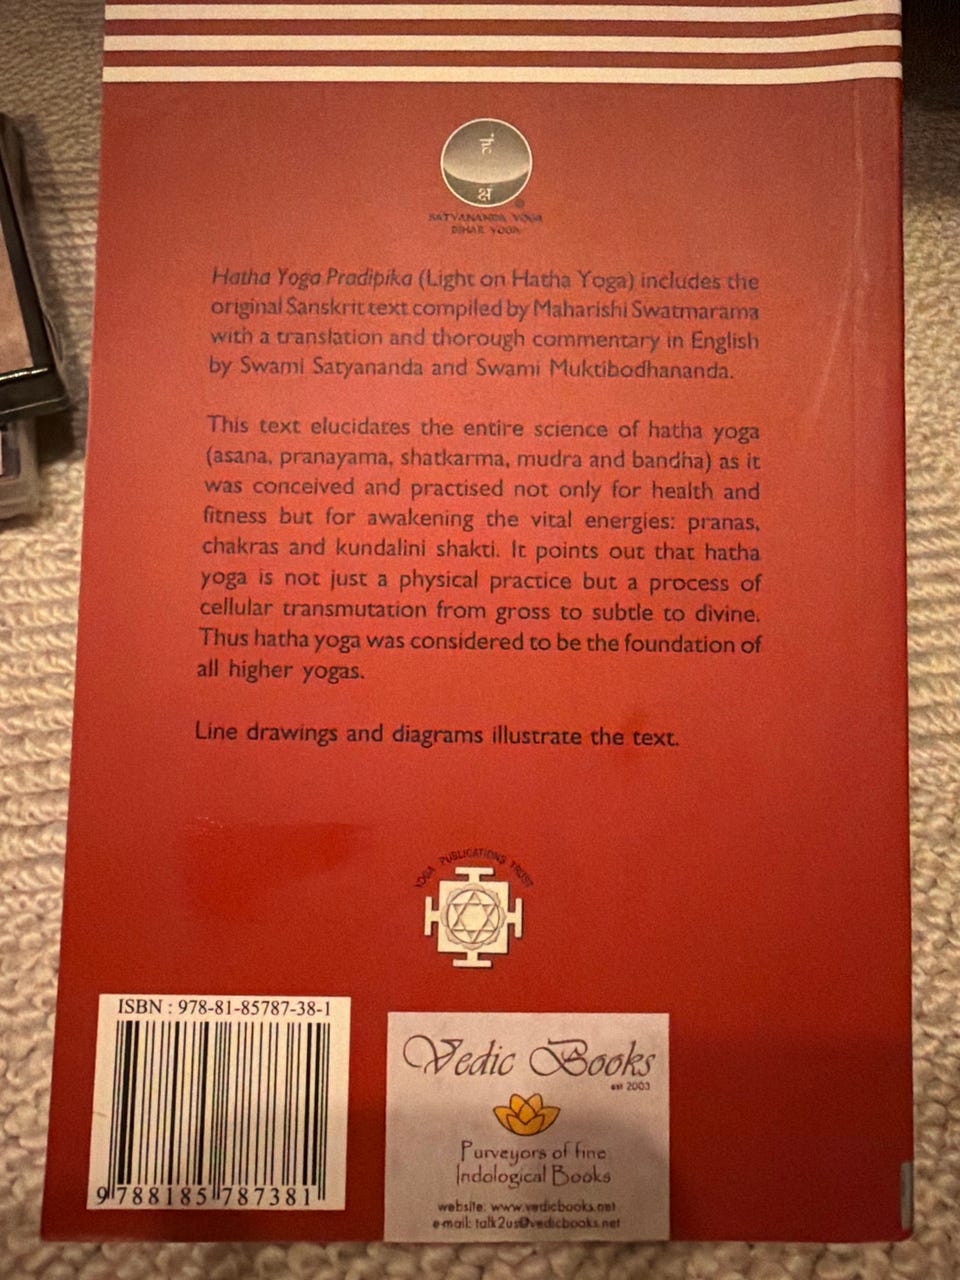 हं
क्षं
®
SATYANANDA YOGA
BIHAR YOGA
Hatha Yoga Pradipika (Light on Hatha Yoga) includes the
original Sanskrit text compiled by Maharishi Swatmarama
with a translation and thorough commentary in English
by Swami Satyananda and Swami Muktibodhananda.
This text elucidates the entire science of hatha yoga
(asana, pranayama, shatkarma, mudra and bandha) as it
was conceived and practised not only for health and
fitness but for awakening the vital energies: pranas,
chakras and kundalini shakti. It points out that hatha
yoga is not just a physical practice but a process of
cellular transmutation from gross to subtle to divine.
Thus hatha yoga was considered to be the foundation of
all higher yogas.
Line drawings and diagrams illustrate the text.
YOGA PUBLICATIONS TRUST
ISBN : 978-81-85787-38-1
9 788185 787381
Vedic Books
est 2003
Purveyors of fine
Indological Books
website: www.vedicbooks.net
e-mail: talk2us@vedicbooks.net